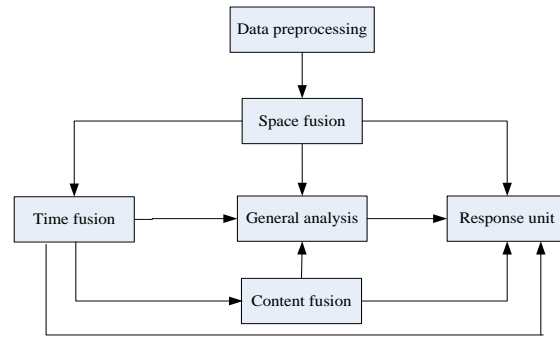 Data preprocessing
Space fusion
Time fusion
General analysis
Response unit
Content fusion